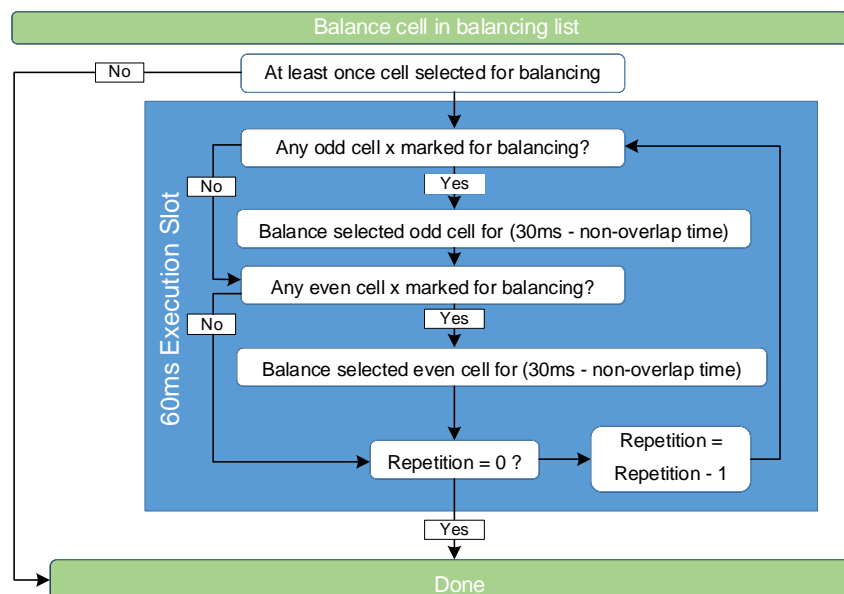 Balance cell in balancing list
No
At least once cell selected for balancing
Any odd cell x marked for balancing?
No
Yes
Balance selected odd cell for (30ms - non-overlap time)
Any even cell x marked for balancing?
No
Yes
Balance selected even cell for (30ms - non-overlap time)
60ms Execution Slot
Repetition = 0 ?
Repetition =
Repetition - 1
Yes
Done